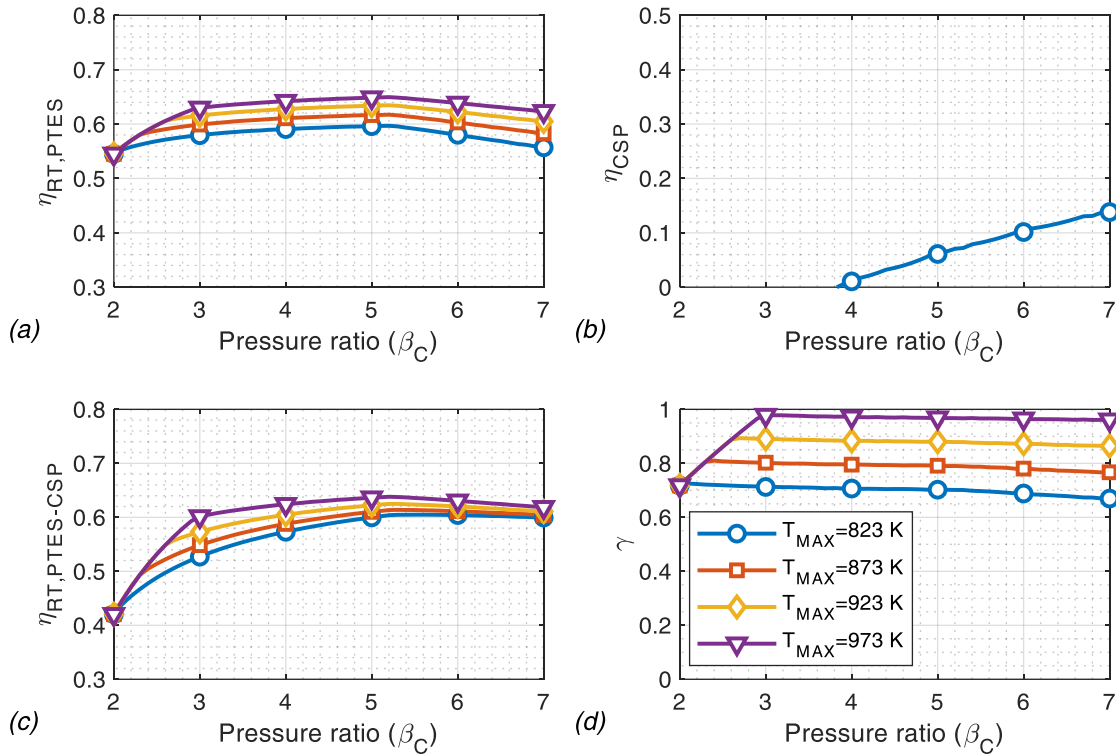 0.8
0.7
0.6
0.5
0.4
0.3
η_RT,PTES
2 3 4 5 6 7
Pressure ratio (β_C)
(a)
0.5
0.4
0.3
0.2
0.1
0
η_CSP
2 3 4 5 6 7
Pressure ratio (β_C)
(b)
0.8
0.7
0.6
0.5
0.4
0.3
η_RT,PTES-CSP
2 3 4 5 6 7
Pressure ratio (β_C)
(c)
1
0.8
0.6
0.4
0.2
0
γ
T_MAX=823 K
T_MAX=873 K
T_MAX=923 K
T_MAX=973 K
2 3 4 5 6 7
Pressure ratio (β_C)
(d)